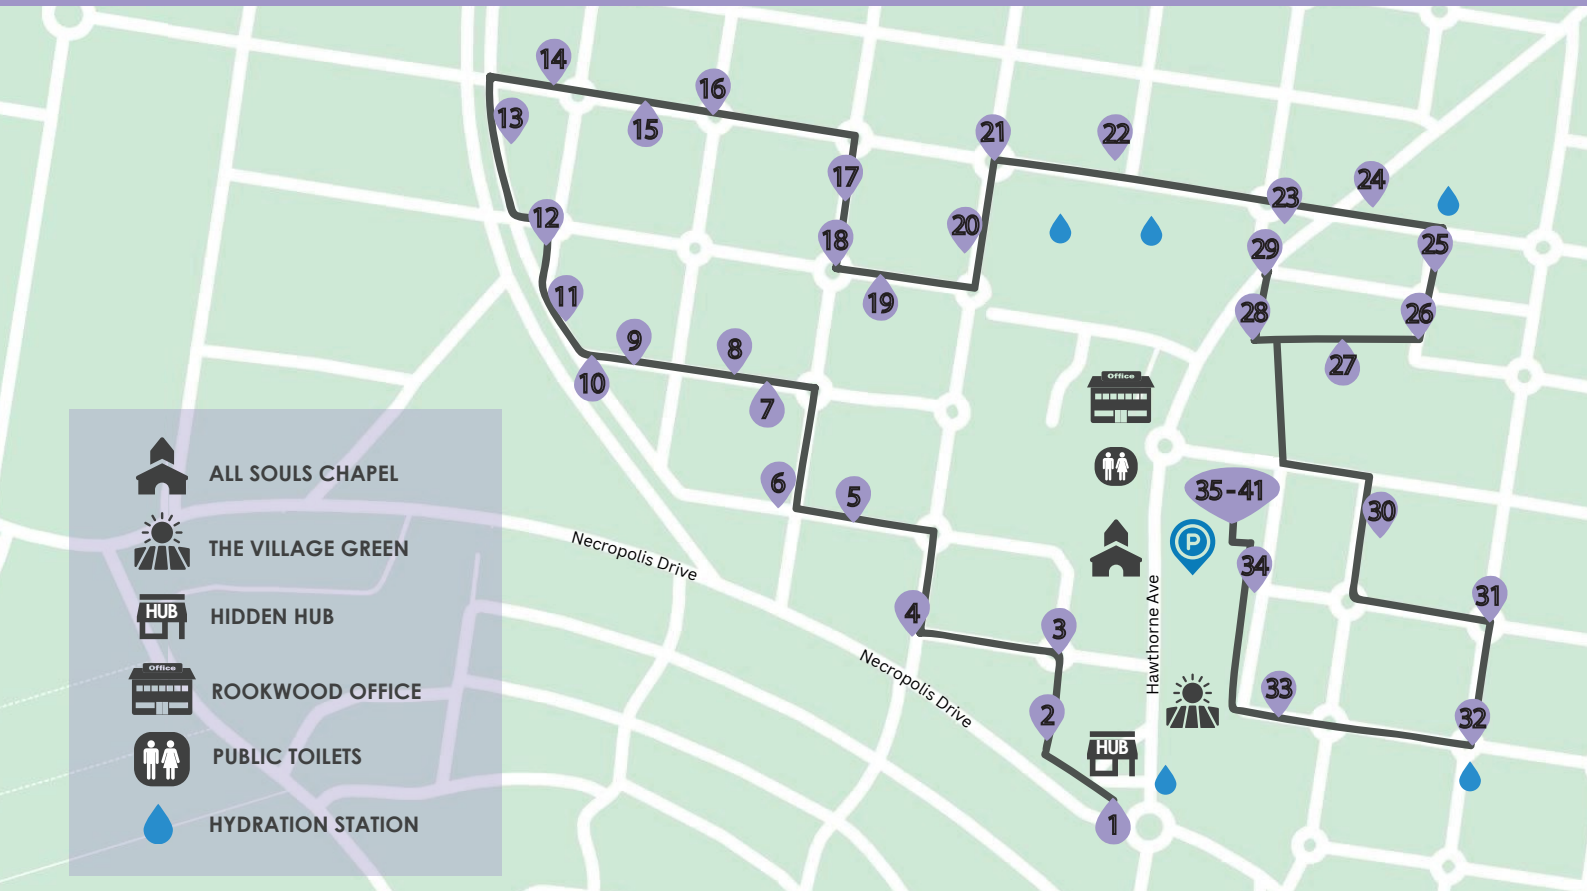 14
16
13
15
21
22
17
24
23
12
20
18
29
25
11
19
28
26
9
8
27
10
7
Office
6
5
35-41
30
ALL SOULS CHAPEL
THE VILLAGE GREEN
HUB
HIDDEN HUB
Office
ROOKWOOD OFFICE
PUBLIC TOILETS
HYDRATION STATION
Necropolis Drive
P
34
31
4
3
Hawthorne Ave
Necropolis Drive
33
2
32
HUB
1